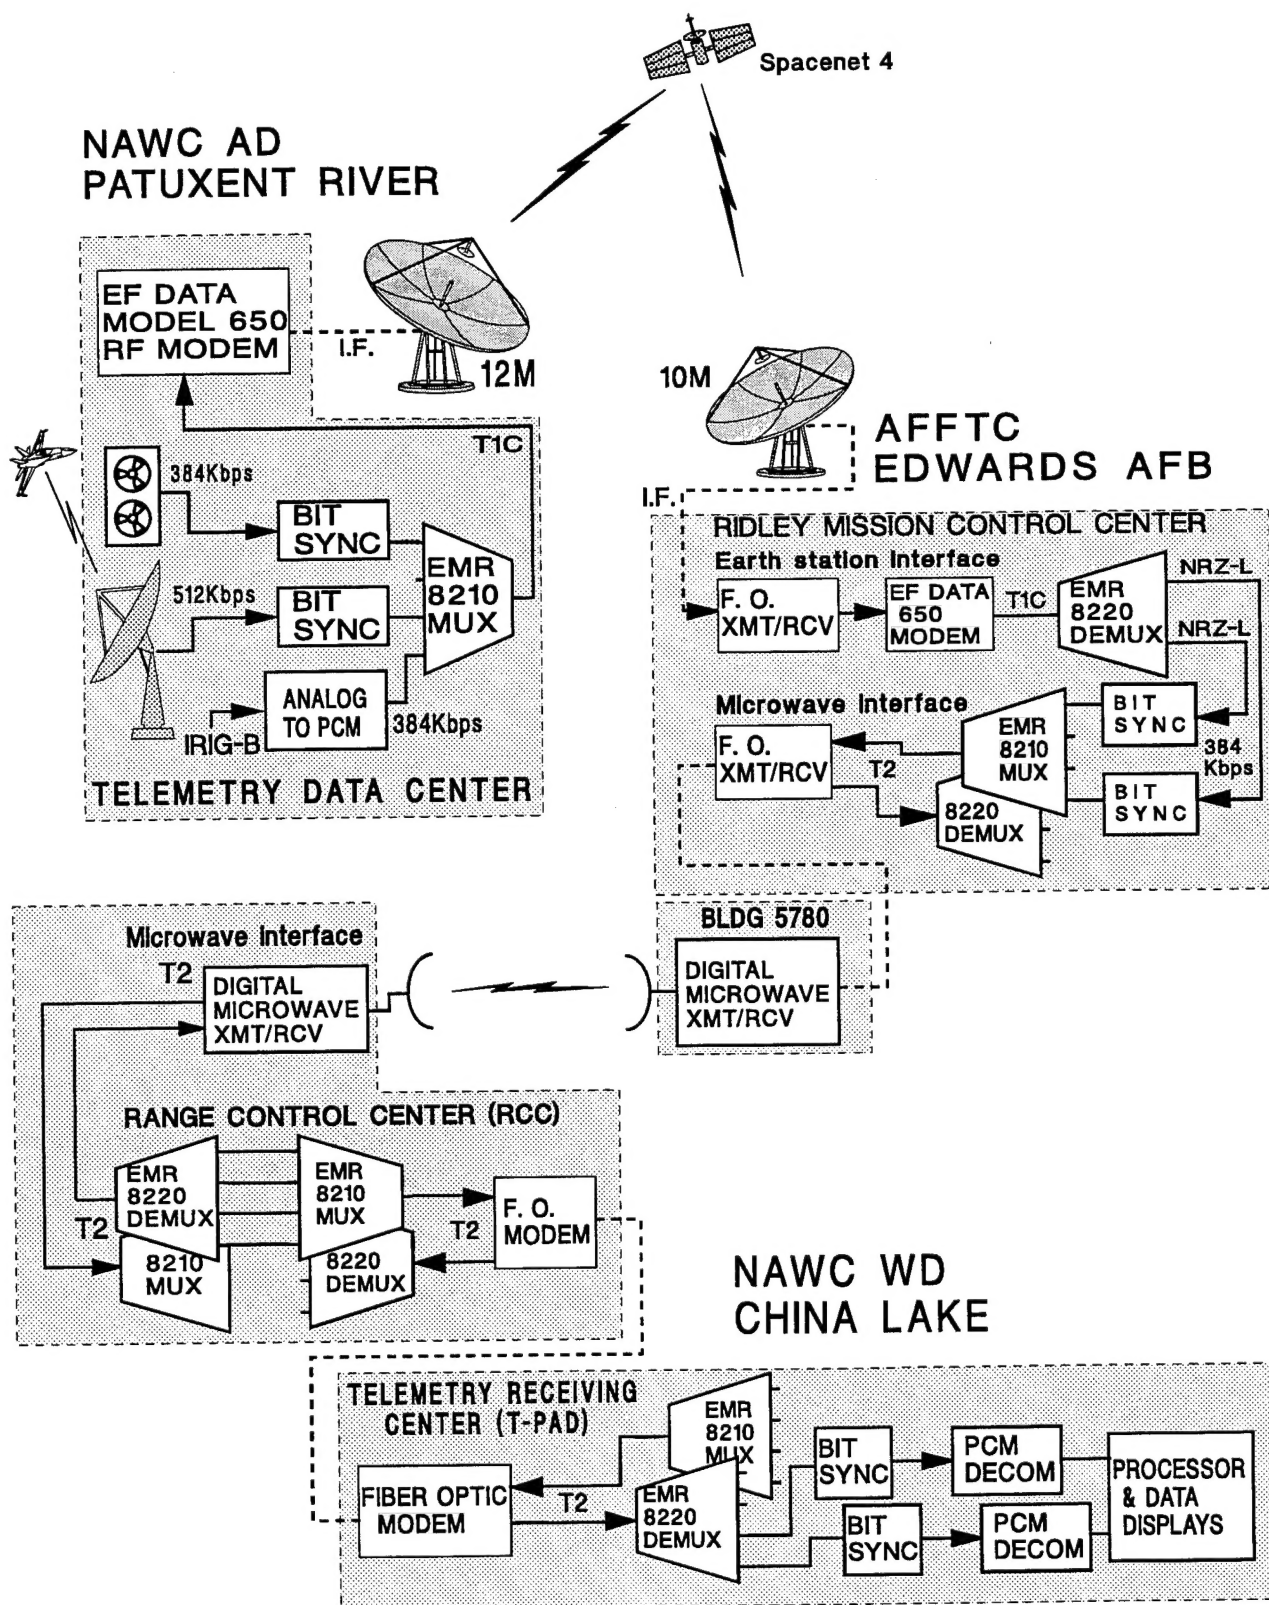 Spacenet 4
NAWC AD
PATUXENT RIVER
EF DATA
MODEL 650
RF MODEM
I.F.
12M
10M
T1C
384Kbps
BIT
SYNC
EMR
8210
MUX
512Kbps
BIT
SYNC
ANALOG
TO PCM
384Kbps
IRIG-B
TELEMETRY DATA CENTER
AFFTC
EDWARDS AFB
I.F.
RIDLEY MISSION CONTROL CENTER
Earth station interface
F. O.
XMT/RCV
EF DATA
650
MODEM
T1C
EMR
8220
DEMUX
NRZ-L
NRZ-L
Microwave Interface
F. O.
XMT/RCV
T2
EMR
8210
MUX
8220
DEMUX
BIT
SYNC
384
Kbps
BIT
SYNC
BLDG 5780
DIGITAL
MICROWAVE
XMT/RCV
Microwave Interface
T2
DIGITAL
MICROWAVE
XMT/RCV
RANGE CONTROL CENTER (RCC)
EMR
8220
DEMUX
T2
8210
MUX
EMR
8210
MUX
8220
DEMUX
T2
F. O.
MODEM
NAWC WD
CHINA LAKE
TELEMETRY RECEIVING
CENTER (T-PAD)
FIBER OPTIC
MODEM
T2
EMR
8210
MUX
EMR
8220
DEMUX
BIT
SYNC
PCM
DECOM
BIT
SYNC
PCM
DECOM
PROCESSOR
& DATA
DISPLAYS